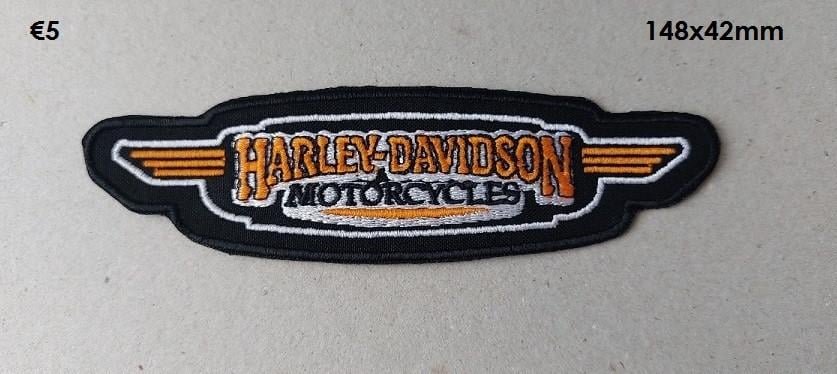 €5
148x42mm
HARLEY-DAVIDSON
MOTORCYCLES